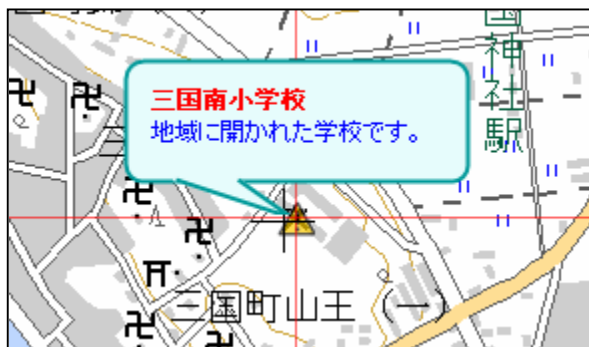 三国南小学校
地域に開かれた学校です。
国神社駅
三国町山王（一）